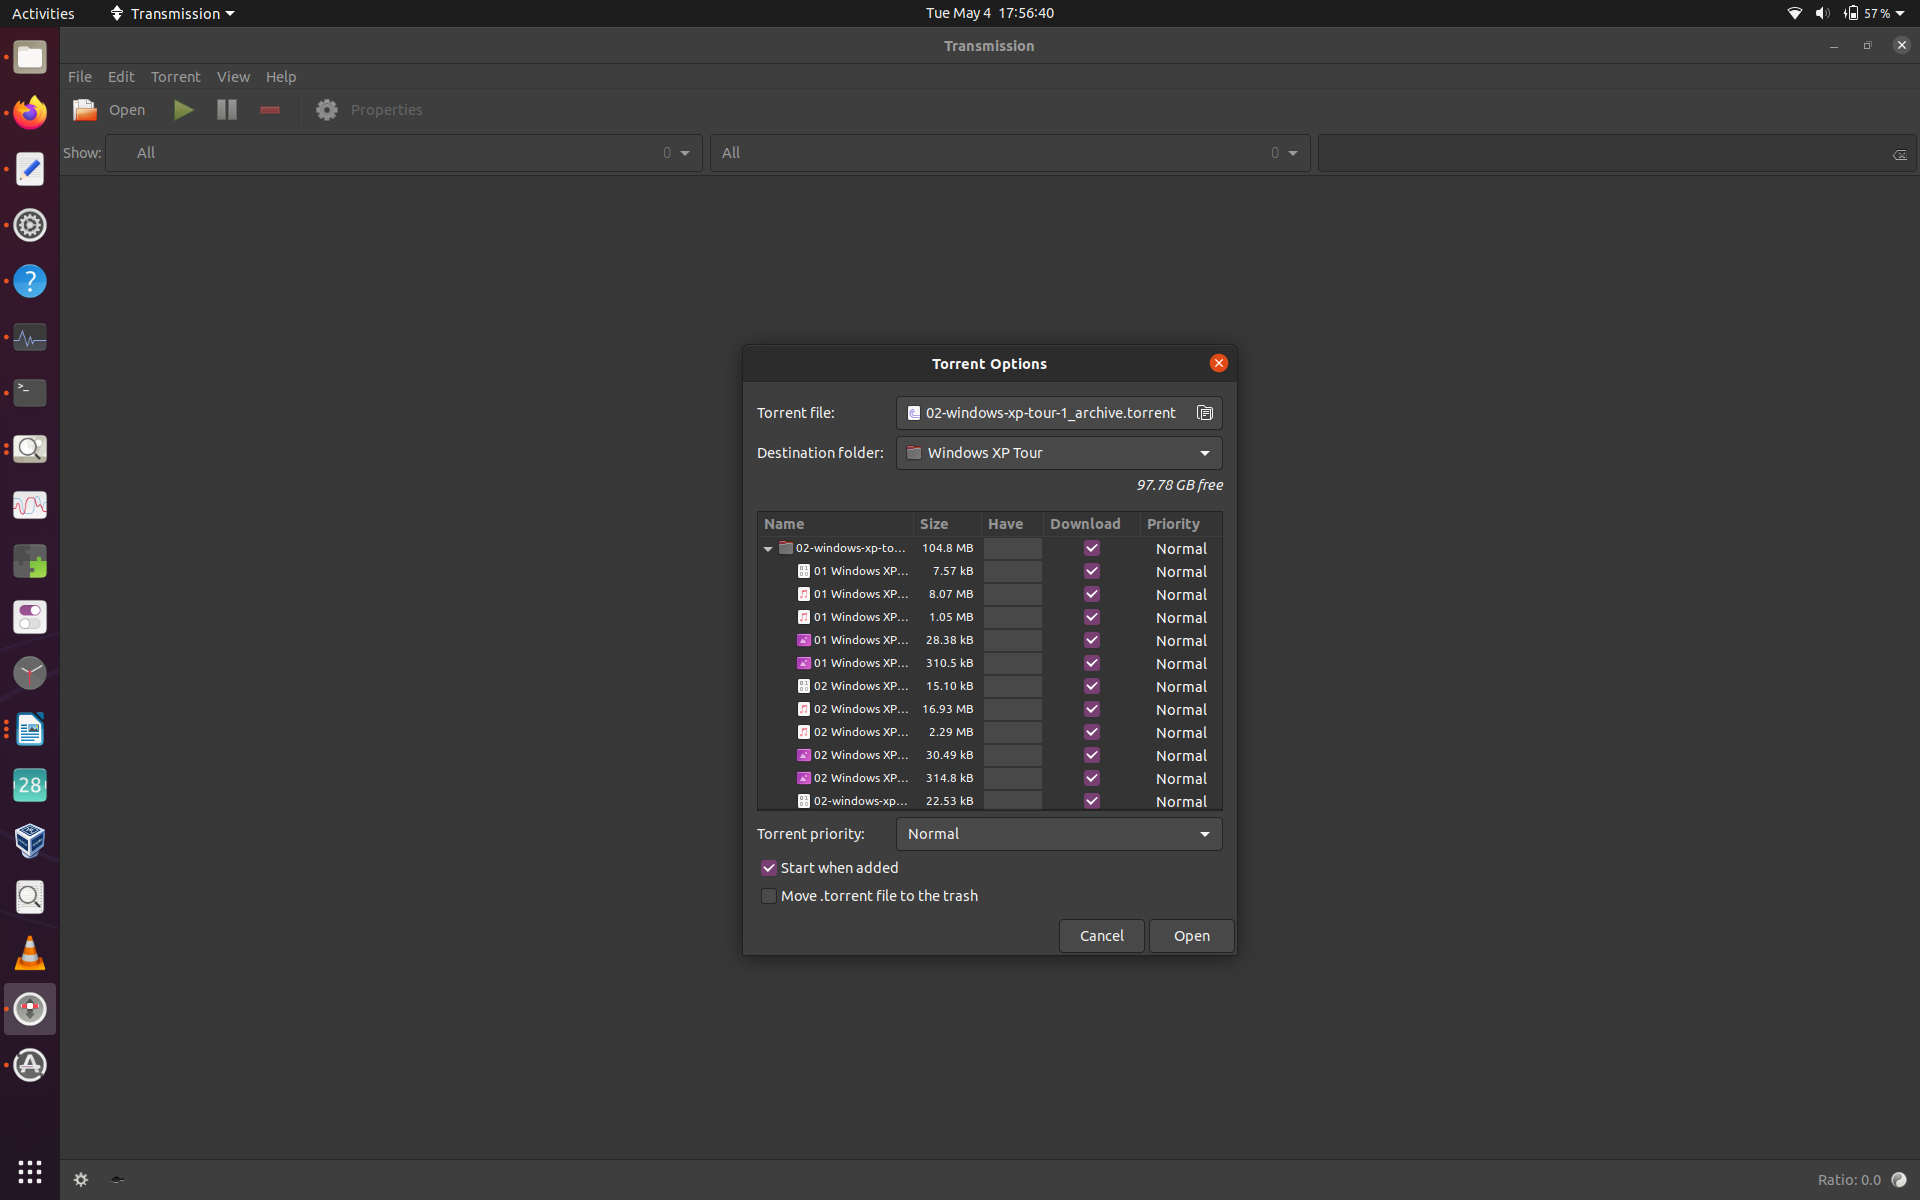 Activities Transmission Tue May 4 17:56:40 57 %
Transmission
File Edit Torrent View Help
Open Properties
Show: All 0 All 0
Torrent Options
Torrent file: 02-windows-xp-tour-1_archive.torrent
Destination folder: Windows XP Tour
97.78 GB free
Name Size Have Download Priority
02-windows-xp-to... 104.8 MB Normal
01 Windows XP... 7.57 kB Normal
01 Windows XP... 8.07 MB Normal
01 Windows XP... 1.05 MB Normal
01 Windows XP... 28.38 kB Normal
01 Windows XP... 310.5 kB Normal
02 Windows XP... 15.10 kB Normal
02 Windows XP... 16.93 MB Normal
02 Windows XP... 2.29 MB Normal
02 Windows XP... 30.49 kB Normal
02 Windows XP... 314.8 kB Normal
02-windows-xp... 22.53 kB Normal
Torrent priority: Normal
Start when added
Move .torrent file to the trash
Cancel Open
28
Ratio: 0.0